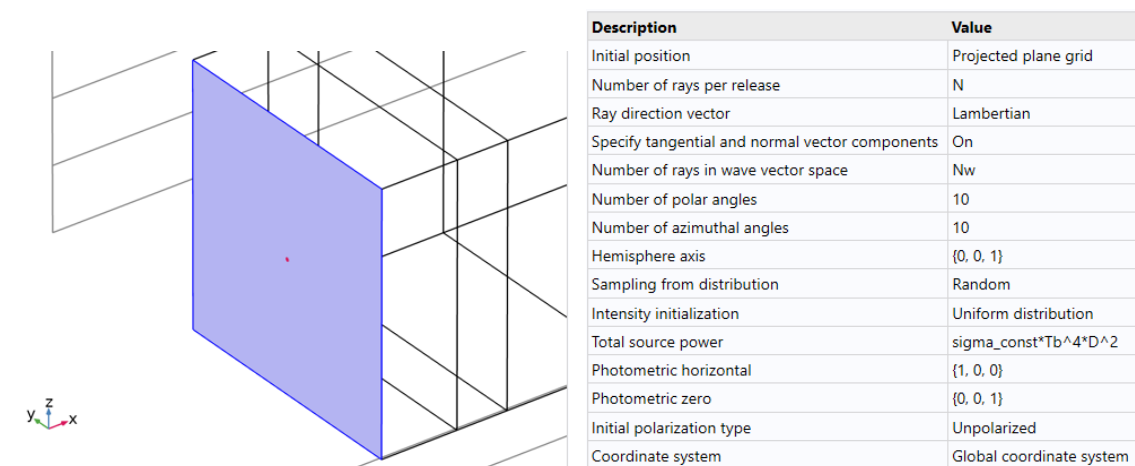 z
y
x
Description Value
Initial position Projected plane grid
Number of rays per release N
Ray direction vector Lambertian
Specify tangential and normal vector components On
Number of rays in wave vector space Nw
Number of polar angles 10
Number of azimuthal angles 10
Hemisphere axis {0, 0, 1}
Sampling from distribution Random
Intensity initialization Uniform distribution
Total source power sigma_const*Tb^4*D^2
Photometric horizontal {1, 0, 0}
Photometric zero {0, 0, 1}
Initial polarization type Unpolarized
Coordinate system Global coordinate system